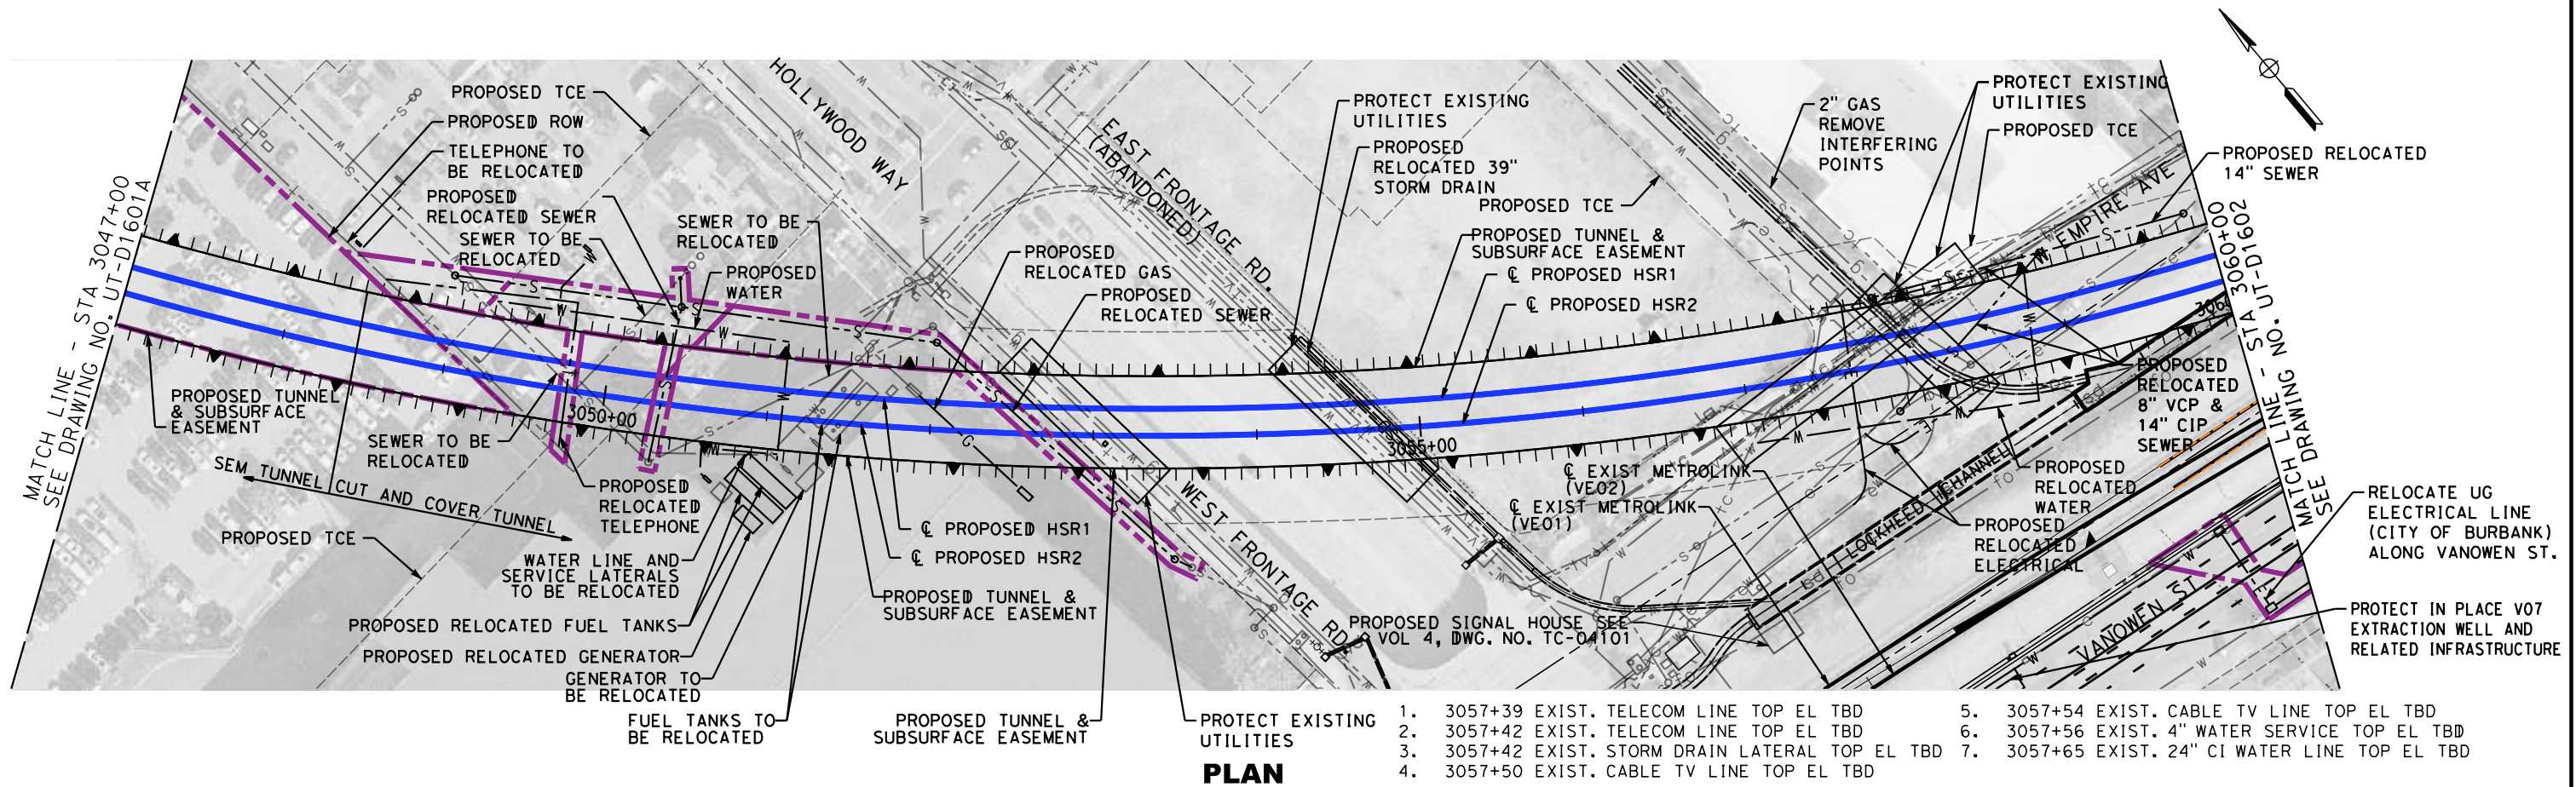 MATCH LINE - STA 3047+00
SEE DRAWING NO. UT-D1601A
PROPOSED TCE
PROPOSED ROW
TELEPHONE TO
BE RELOCATED
PROPOSED
RELOCATED SEWER
SEWER TO BE
RELOCATED
SEWER TO BE
RELOCATED
PROPOSED
WATER
HOLLYWOOD WAY
EAST FRONTAGE RD.
(ABANDONED)
PROPOSED
RELOCATED GAS
PROPOSED
RELOCATED SEWER
PROTECT EXISTING
UTILITIES
PROPOSED
RELOCATED 39"
STORM DRAIN
PROPOSED TCE
PROPOSED TUNNEL &
SUBSURFACE EASEMENT
℄ PROPOSED HSR1
℄ PROPOSED HSR2
2" GAS
REMOVE
INTERFERING
POINTS
PROTECT EXISTING
UTILITIES
PROPOSED TCE
PROPOSED RELOCATED
14" SEWER
EMPIRE AVE
MATCH LINE - STA 3060+00
SEE DRAWING NO. UT-D1602
PROPOSED TUNNEL
& SUBSURFACE
EASEMENT
SEWER TO BE
RELOCATED
3050+00
3055+00
306
SEM TUNNEL
CUT AND COVER TUNNEL
PROPOSED TCE
PROPOSED
RELOCATED
TELEPHONE
WATER LINE AND
SERVICE LATERALS
TO BE RELOCATED
PROPOSED RELOCATED FUEL TANKS
PROPOSED RELOCATED GENERATOR
GENERATOR TO
BE RELOCATED
FUEL TANKS TO
BE RELOCATED
℄ PROPOSED HSR1
℄ PROPOSED HSR2
PROPOSED TUNNEL &
SUBSURFACE EASEMENT
PROPOSED TUNNEL &
SUBSURFACE EASEMENT
PROTECT EXISTING
UTILITIES
WEST FRONTAGE RD.
℄ EXIST METROLINK
(VE02)
℄ EXIST METROLINK
(VE01)
PROPOSED SIGNAL HOUSE SEE
VOL 4, DWG. NO. TC-04101
LOCKHEED CHANNEL
PROPOSED
RELOCATED
8" VCP &
14" CIP
SEWER
PROPOSED
RELOCATED
WATER
PROPOSED
RELOCATED
ELECTRICAL
VANOWEN ST
RELOCATE UG
ELECTRICAL LINE
(CITY OF BURBANK)
ALONG VANOWEN ST.
PROTECT IN PLACE V07
EXTRACTION WELL AND
RELATED INFRASTRUCTURE
PLAN
1. 3057+39 EXIST. TELECOM LINE TOP EL TBD
2. 3057+42 EXIST. TELECOM LINE TOP EL TBD
3. 3057+42 EXIST. STORM DRAIN LATERAL TOP EL TBD
4. 3057+50 EXIST. CABLE TV LINE TOP EL TBD
5. 3057+54 EXIST. CABLE TV LINE TOP EL TBD
6. 3057+56 EXIST. 4" WATER SERVICE TOP EL TBD
7. 3057+65 EXIST. 24" CI WATER LINE TOP EL TBD